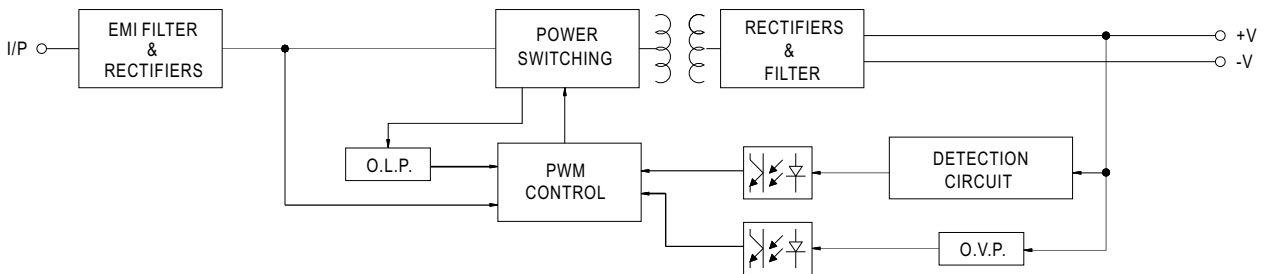 I/P
EMI FILTER
&
RECTIFIERS
POWER
SWITCHING
RECTIFIERS
&
FILTER
+V
-V
O.L.P.
PWM
CONTROL
DETECTION
CIRCUIT
O.V.P.